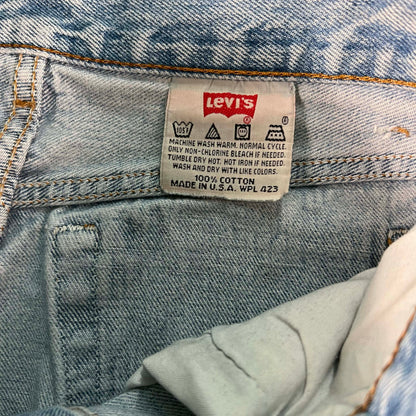 LEVI'S
105F
MACHINE WASH WARM. NORMAL CYCLE.
ONLY NON-CHLORINE BLEACH IF NEEDED.
TUMBLE DRY HOT. HOT IRON IF NEEDED.
WASH AND DRY WITH LIKE COLORS.
100% COTTON
MADE IN U.S.A. WPL 423